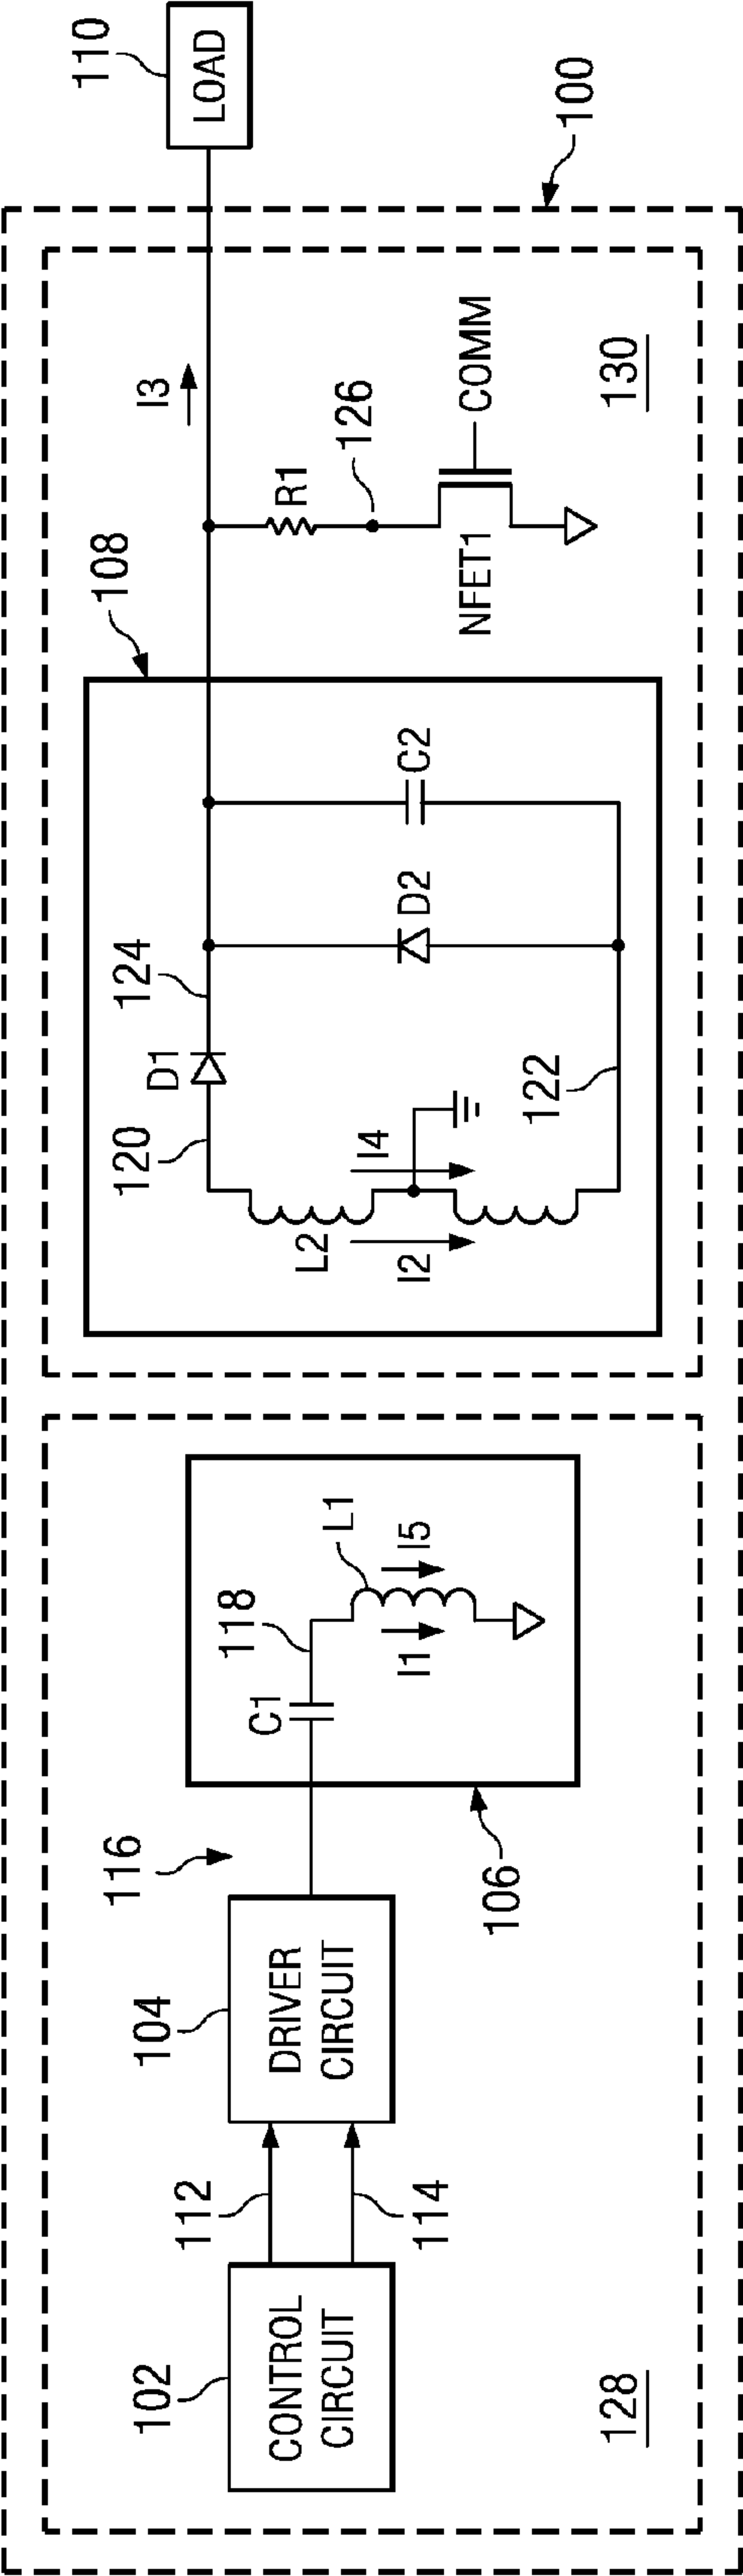 102
CONTROL
CIRCUIT
112
114
104
DRIVER
CIRCUIT
116
106
C1
118
L1
I1
I5
128
108
120
D1
124
L2
I2
I4
122
D2
C2
I3
R1
126
NFET1
COMM
130
110
LOAD
100